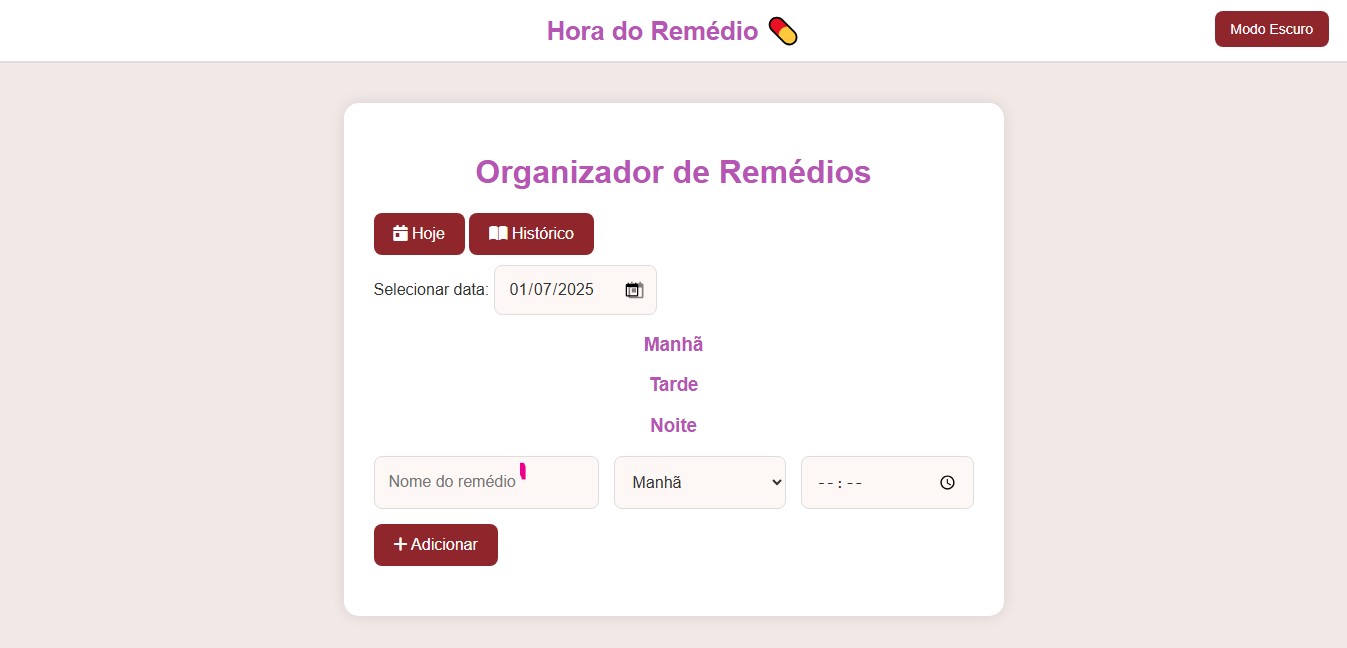 Hora do Remédio
Modo Escuro
Organizador de Remédios
Hoje
Histórico
Selecionar data: 01/07/2025
Manhã
Tarde
Noite
Nome do remédio
Manhã
--:--
Adicionar